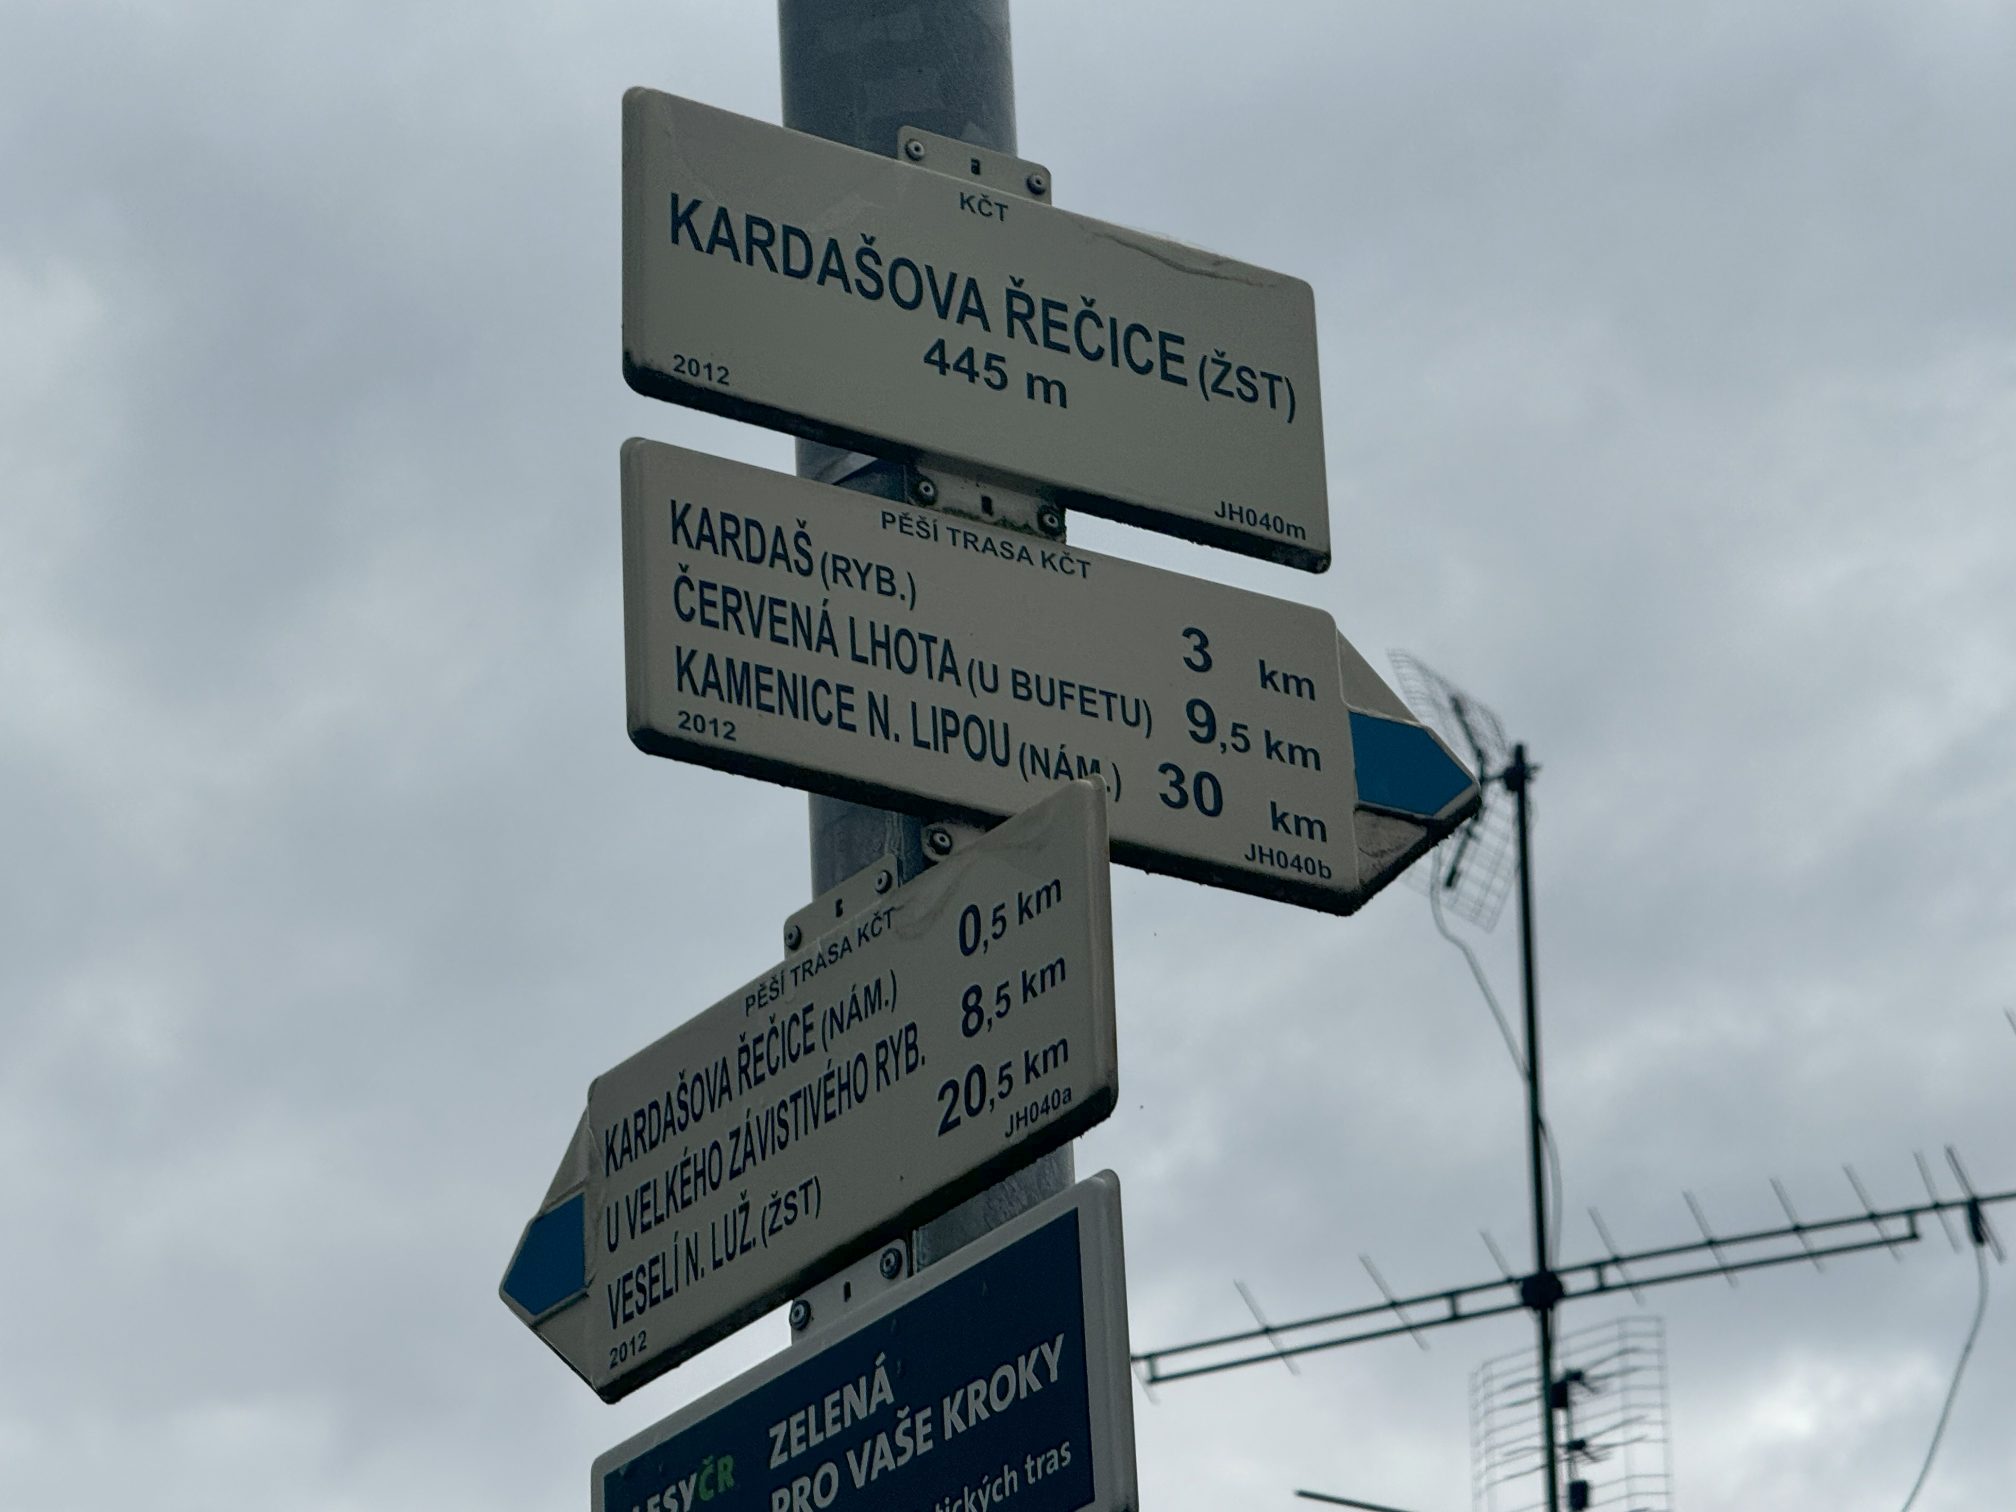 KČT
KARDAŠOVA ŘEČICE (ŽST)
445 m
2012
JH040m
PĚŠÍ TRASA KČT
KARDAŠ (RYB.) 3 km
ČERVENÁ LHOTA (U BUFETU) 9,5 km
KAMENICE N. LIPOU (NÁM.) 30 km
2012
JH040b
PĚŠÍ TRASA KČT
KARDAŠOVA ŘEČICE (NÁM.) 0,5 km
U VELKÉHO ZÁVISTIVÉHO RYB. 8,5 km
VESELÍ N. LUŽ. (ŽST) 20,5 km
2012
JH040a
ZELENÁ
PRO VAŠE KROKY
LESYČR
tras